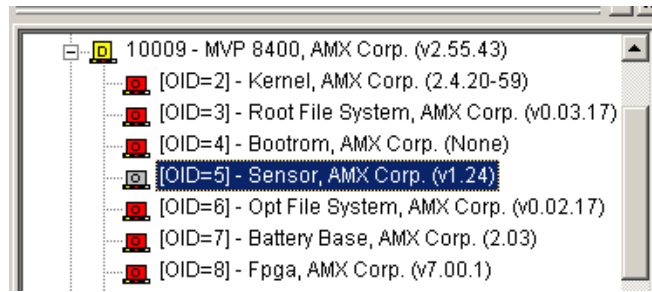 10009 - MVP 8400, AMX Corp. (v2.55.43)
[OID=2] - Kernel, AMX Corp. (2.4.20-59)
[OID=3] - Root File System, AMX Corp. (v0.03.17)
[OID=4] - Bootrom, AMX Corp. (None)
[OID=5] - Sensor, AMX Corp. (v1.24)
[OID=6] - Opt File System, AMX Corp. (v0.02.17)
[OID=7] - Battery Base, AMX Corp. (2.03)
[OID=8] - Fpga, AMX Corp. (v7.00.1)